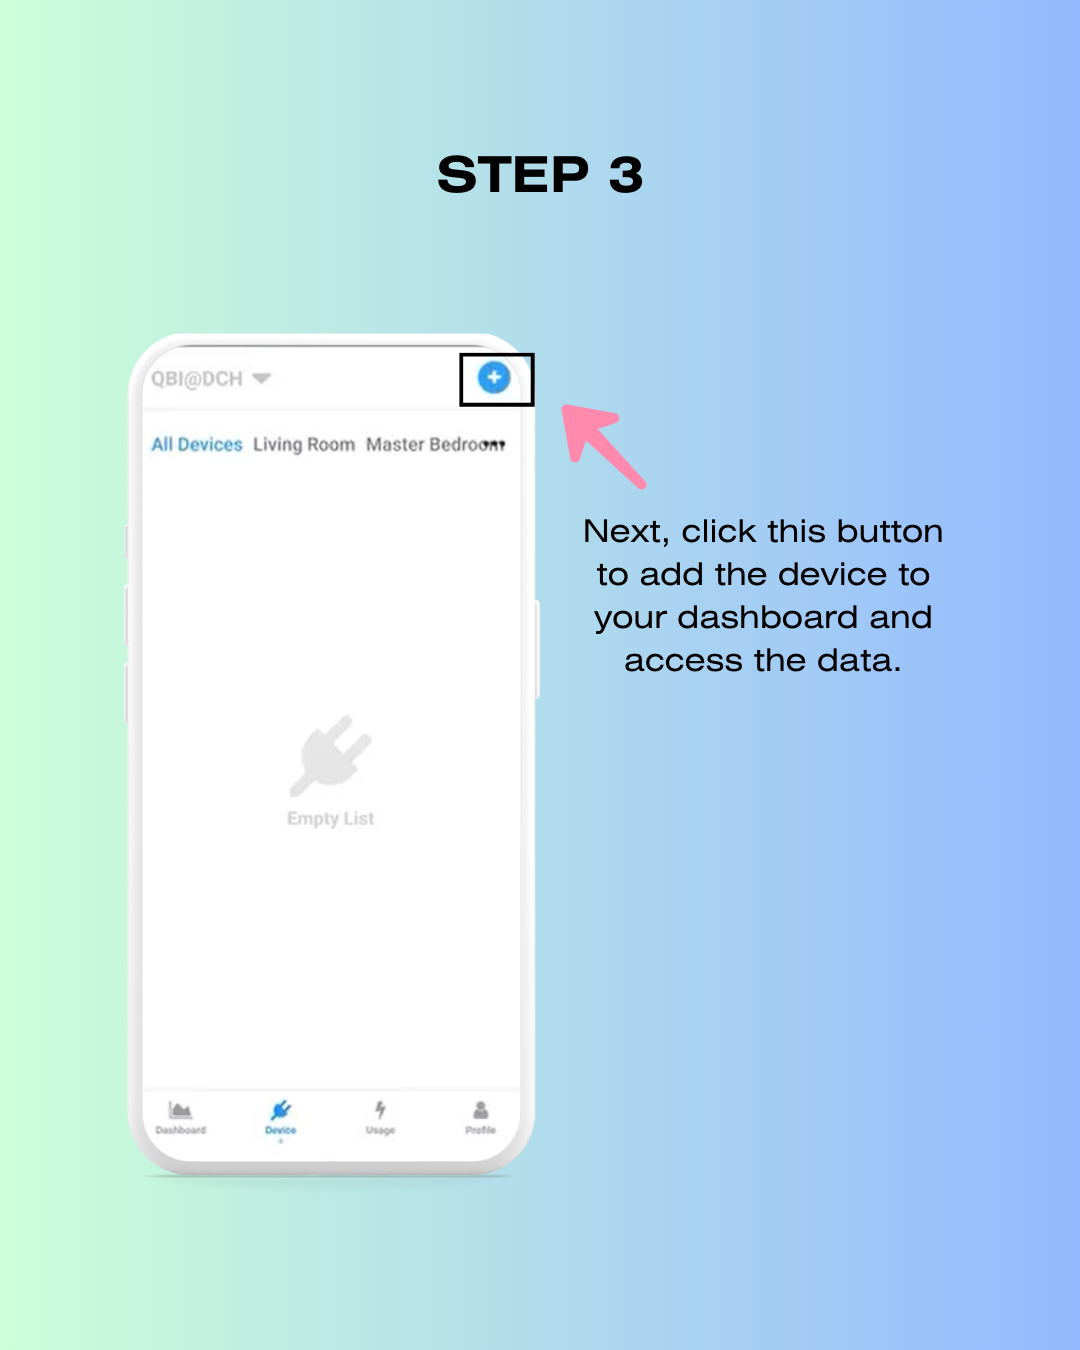 STEP 3
QBI@DCH
All Devices Living Room Master Bedroom
Next, click this button
to add the device to
your dashboard and
access the data.
Empty List
Dashboard Device Usage Profile